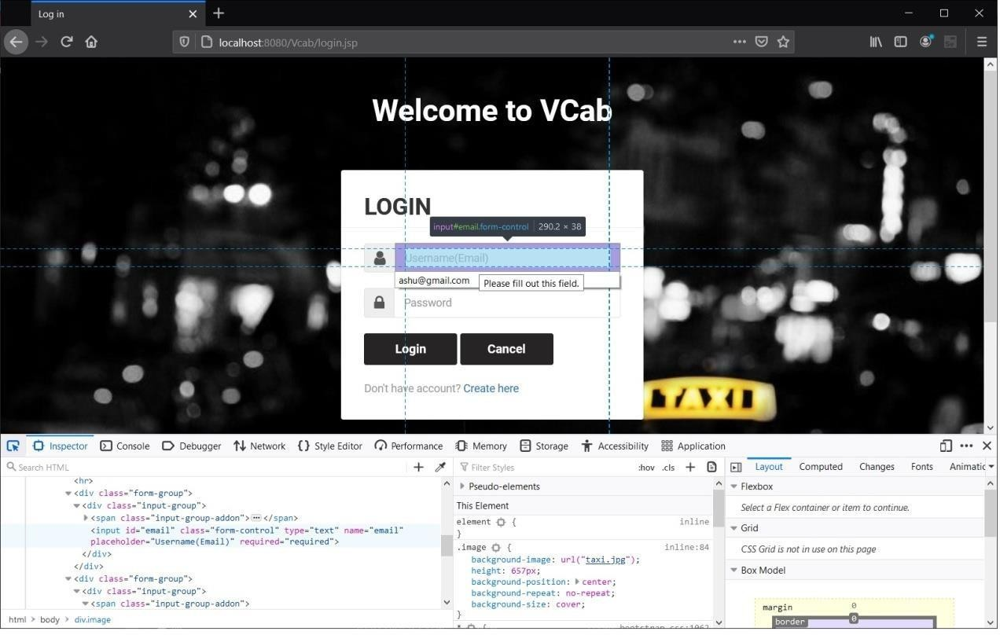 Log in
localhost:8080/Vcab/login.jsp
Welcome to VCab
LOGIN
input#email.form-control 290.2 × 38
Username(Email)
ashu@gmail.com
Please fill out this field.
Password
Login Cancel
Don't have account? Create here
TAXI
Inspector Console Debugger Network Style Editor Performance Memory Storage Accessibility Application
Search HTML
<hr>
<div class="form-group">
<div class="input-group">
<span class="input-group-addon"></span>
<input id="email" class="form-control" type="text" name="email"
placeholder="Username(Email)" required="required">
</div>
</div>
<div class="form-group">
<div class="input-group">
<span class="input-group-addon">
html > body > div.image
Filter Styles :hov .cls
Pseudo-elements
This Element
element { inline
}
.image { inline:84
background-image: url("taxi.jpg");
height: 657px;
background-position: center;
background-repeat: no-repeat;
background-size: cover;
}
* { bootstrap.css:1062
Layout Computed Changes Fonts Animatic
Flexbox
Select a Flex container or item to continue.
Grid
CSS Grid is not in use on this page
Box Model
margin 0
border 0